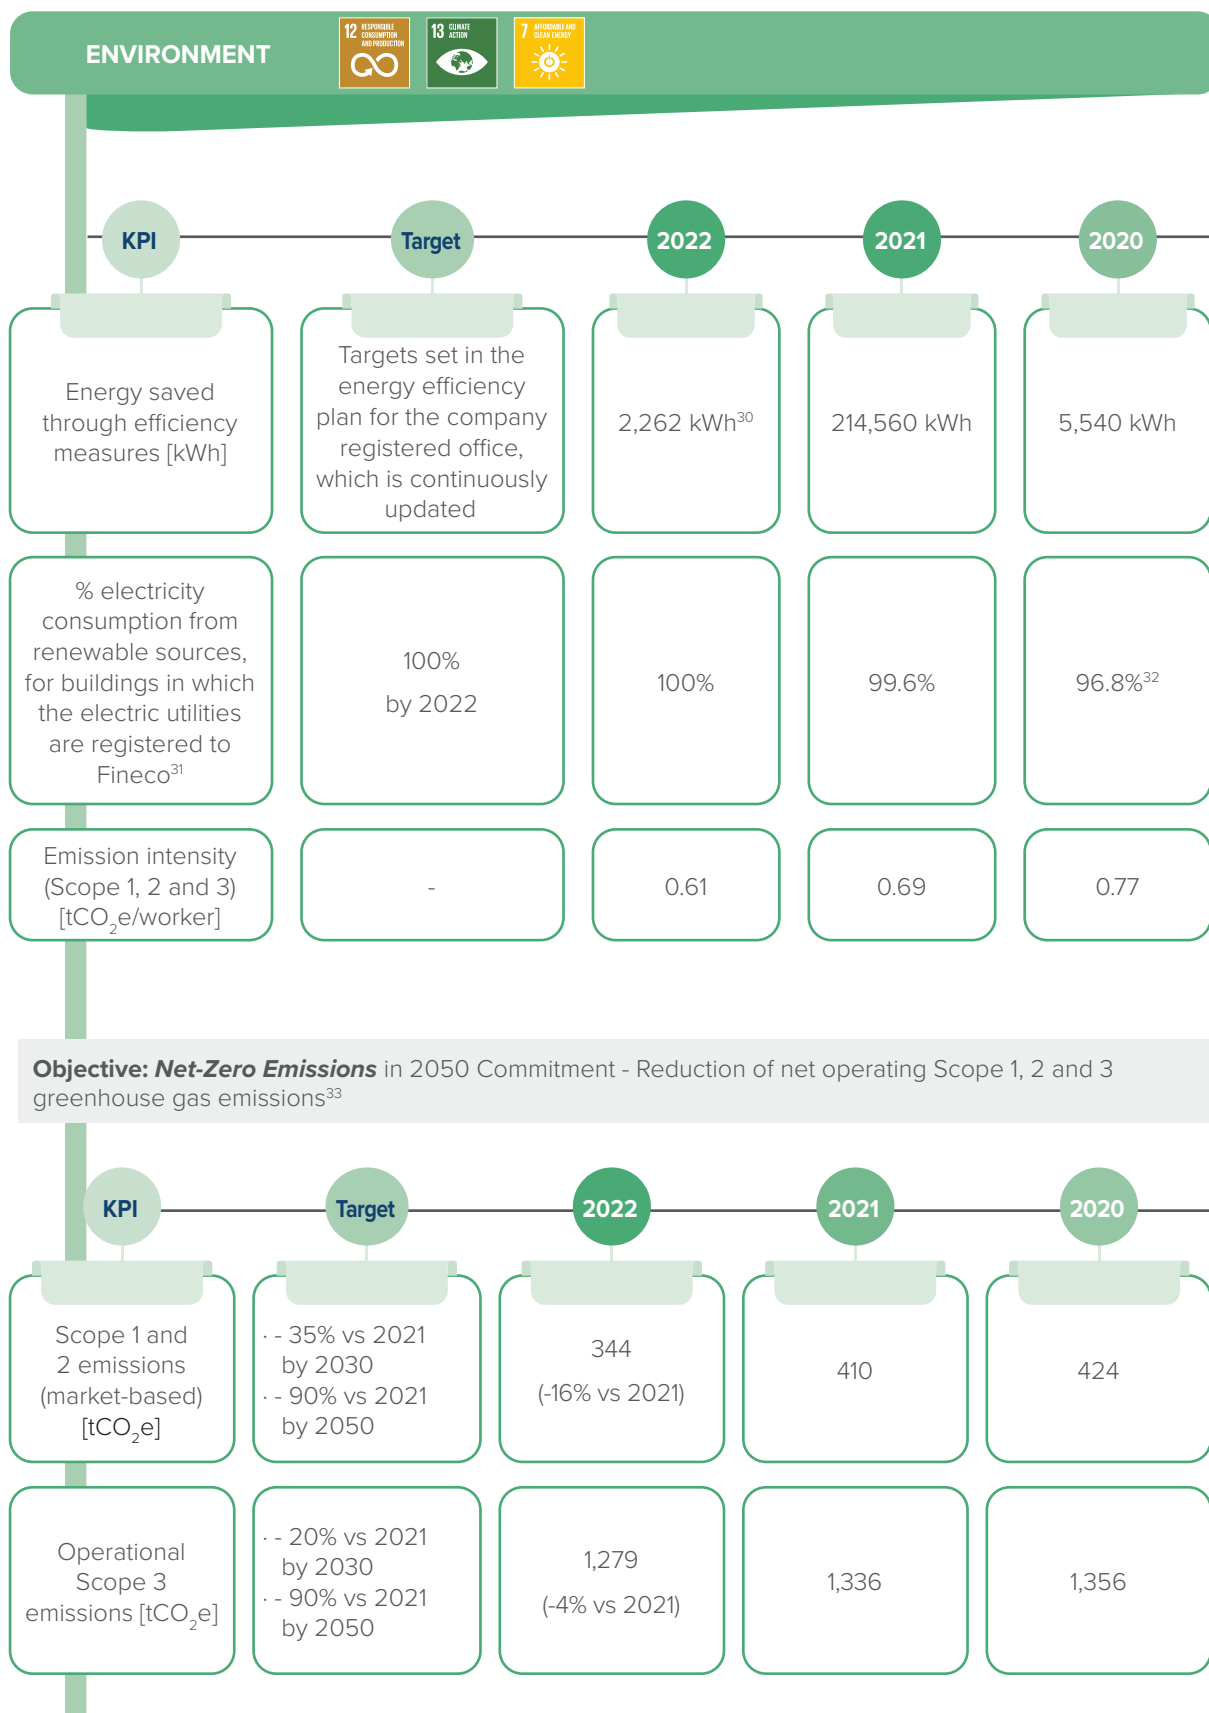 ENVIRONMENT
12 RESPONSIBLE
CONSUMPTION
AND PRODUCTION
13 CLIMATE
ACTION
7 AFFORDABLE AND
CLEAN ENERGY
KPI
Target
2022
2021
2020
Energy saved
through efficiency
measures [kWh]
Targets set in the
energy efficiency
plan for the company
registered office,
which is continuously
updated
2,262 kWh30
214,560 kWh
5,540 kWh
% electricity
consumption from
renewable sources,
for buildings in which
the electric utilities
are registered to
Fineco31
100%
by 2022
100%
99.6%
96.8%32
Emission intensity
(Scope 1, 2 and 3)
[tCO2e/worker]
-
0.61
0.69
0.77
Objective: Net-Zero Emissions in 2050 Commitment - Reduction of net operating Scope 1, 2 and 3
greenhouse gas emissions33
KPI
Target
2022
2021
2020
Scope 1 and
2 emissions
(market-based)
[tCO2e]
· - 35% vs 2021
by 2030
· - 90% vs 2021
by 2050
344
(-16% vs 2021)
410
424
Operational
Scope 3
emissions [tCO2e]
· - 20% vs 2021
by 2030
· - 90% vs 2021
by 2050
1,279
(-4% vs 2021)
1,336
1,356